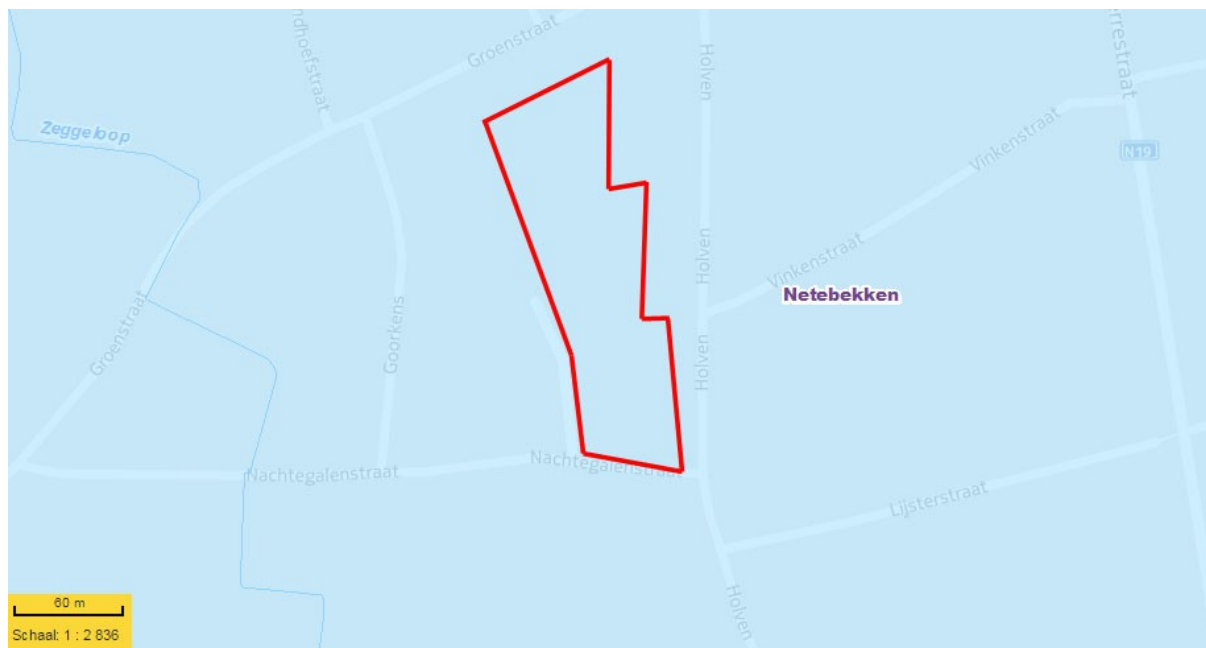 Groenstraat
Holven
Zeggeloop
N19
Vinkenstraat
Holven
Vinkenstraat
Netebekken
Groenstraat
Goorkens
Holven
Nachtegalenstraat
Nachtegalenstraat
Lijsterstraat
Holven
60 m
Schaal: 1 : 2 836